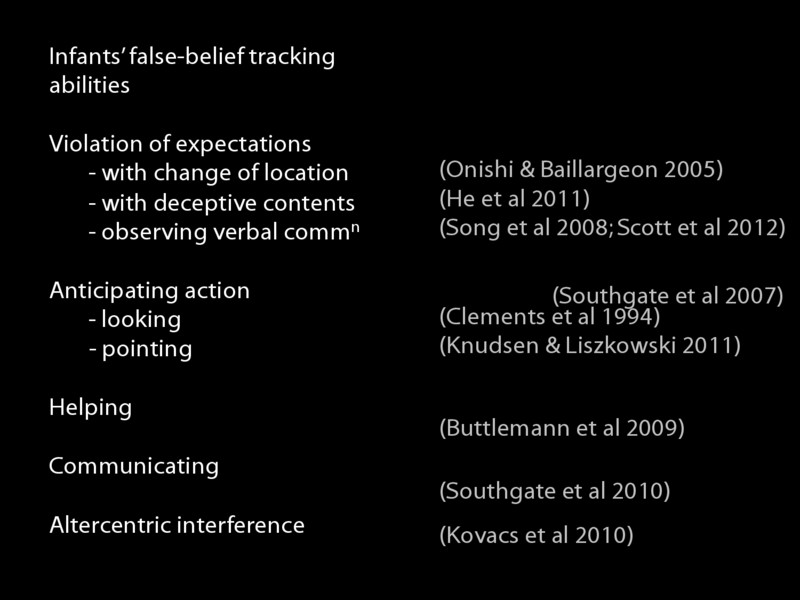 Infants’ false-belief tracking
abilities
Violation of expectations
- with change of location (Onishi & Baillargeon 2005)
- with deceptive contents (He et al 2011)
- observing verbal commⁿ (Song et al 2008; Scott et al 2012)
Anticipating action (Southgate et al 2007)
- looking (Clements et al 1994)
- pointing (Knudsen & Liszkowski 2011)
Helping (Buttlemann et al 2009)
Communicating (Southgate et al 2010)
Altercentric interference (Kovacs et al 2010)